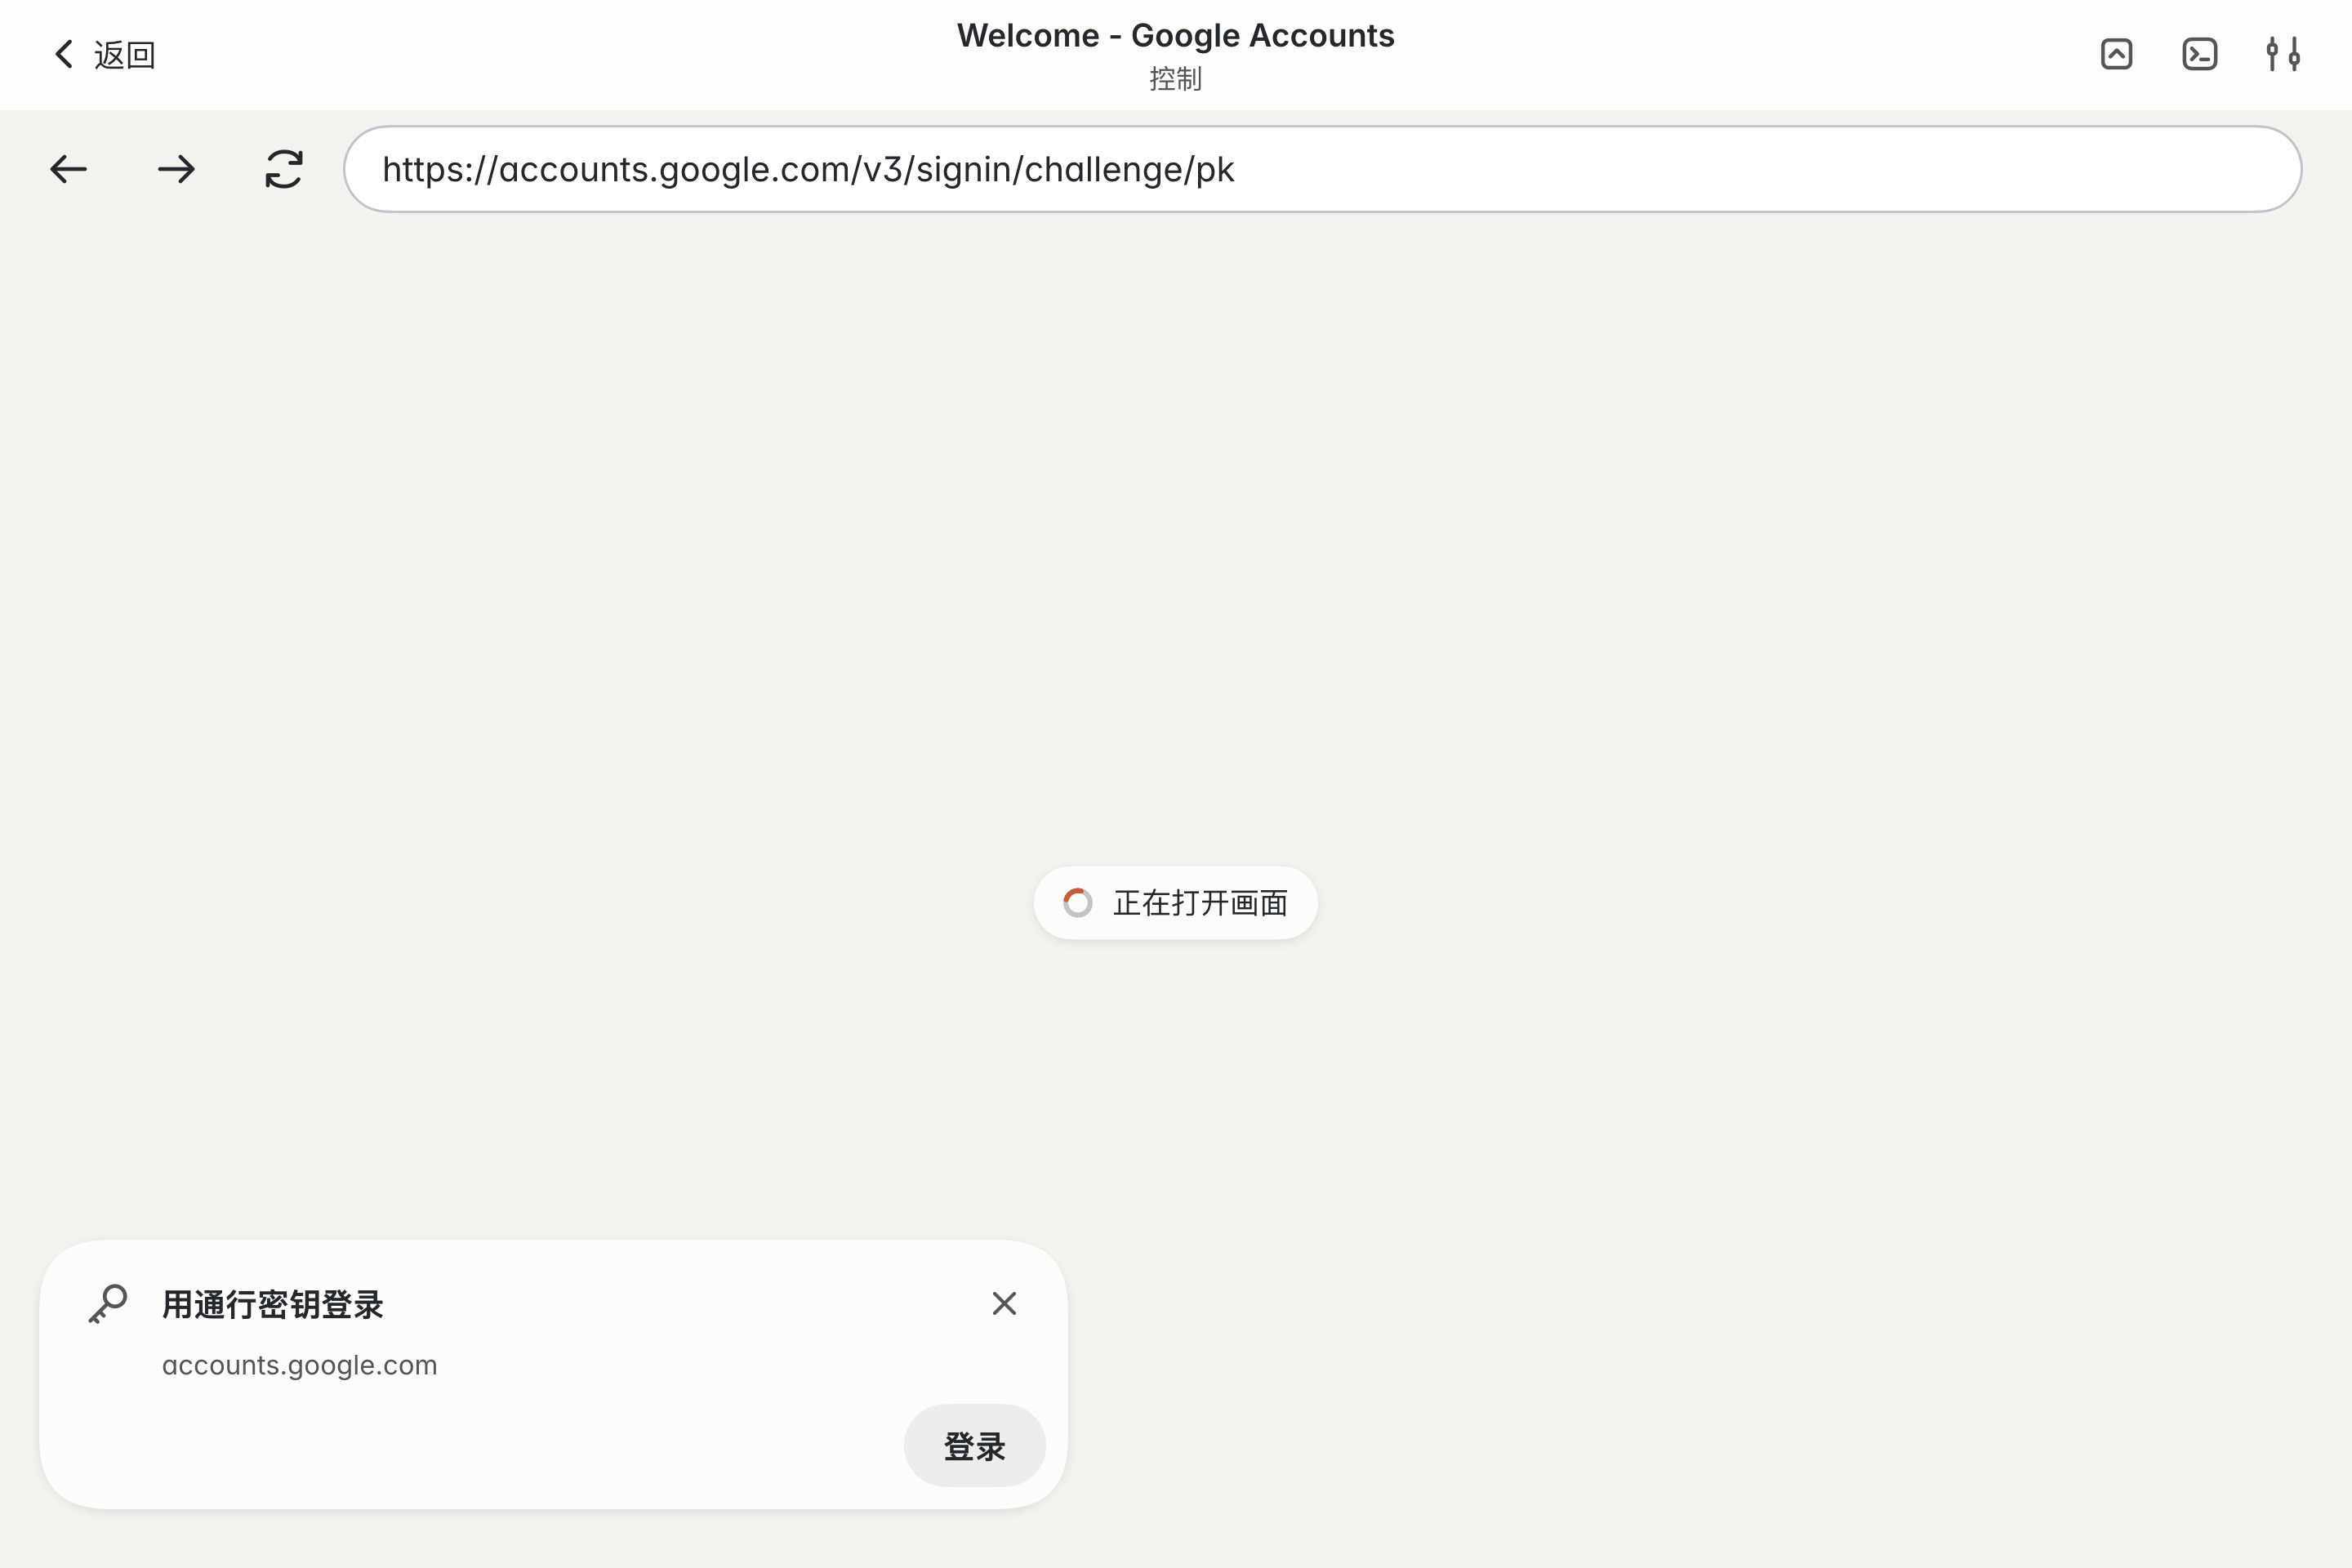 返回
Welcome - Google Accounts
控制
https://accounts.google.com/v3/signin/challenge/pk
正在打开画面
用通行密钥登录
accounts.google.com
登录